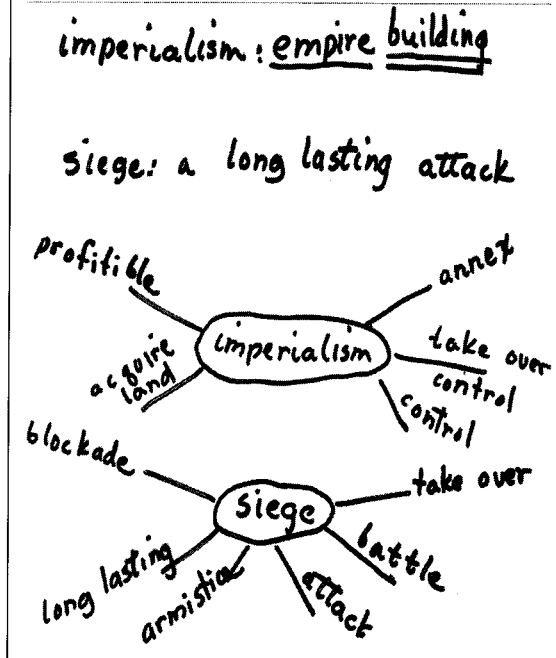 imperialism: empire building
siege: a long lasting attack
profitible
annex
imperialism
take over
control
acquire
land
control
blockade
take over
siege
battle
long lasting
armistice
attack